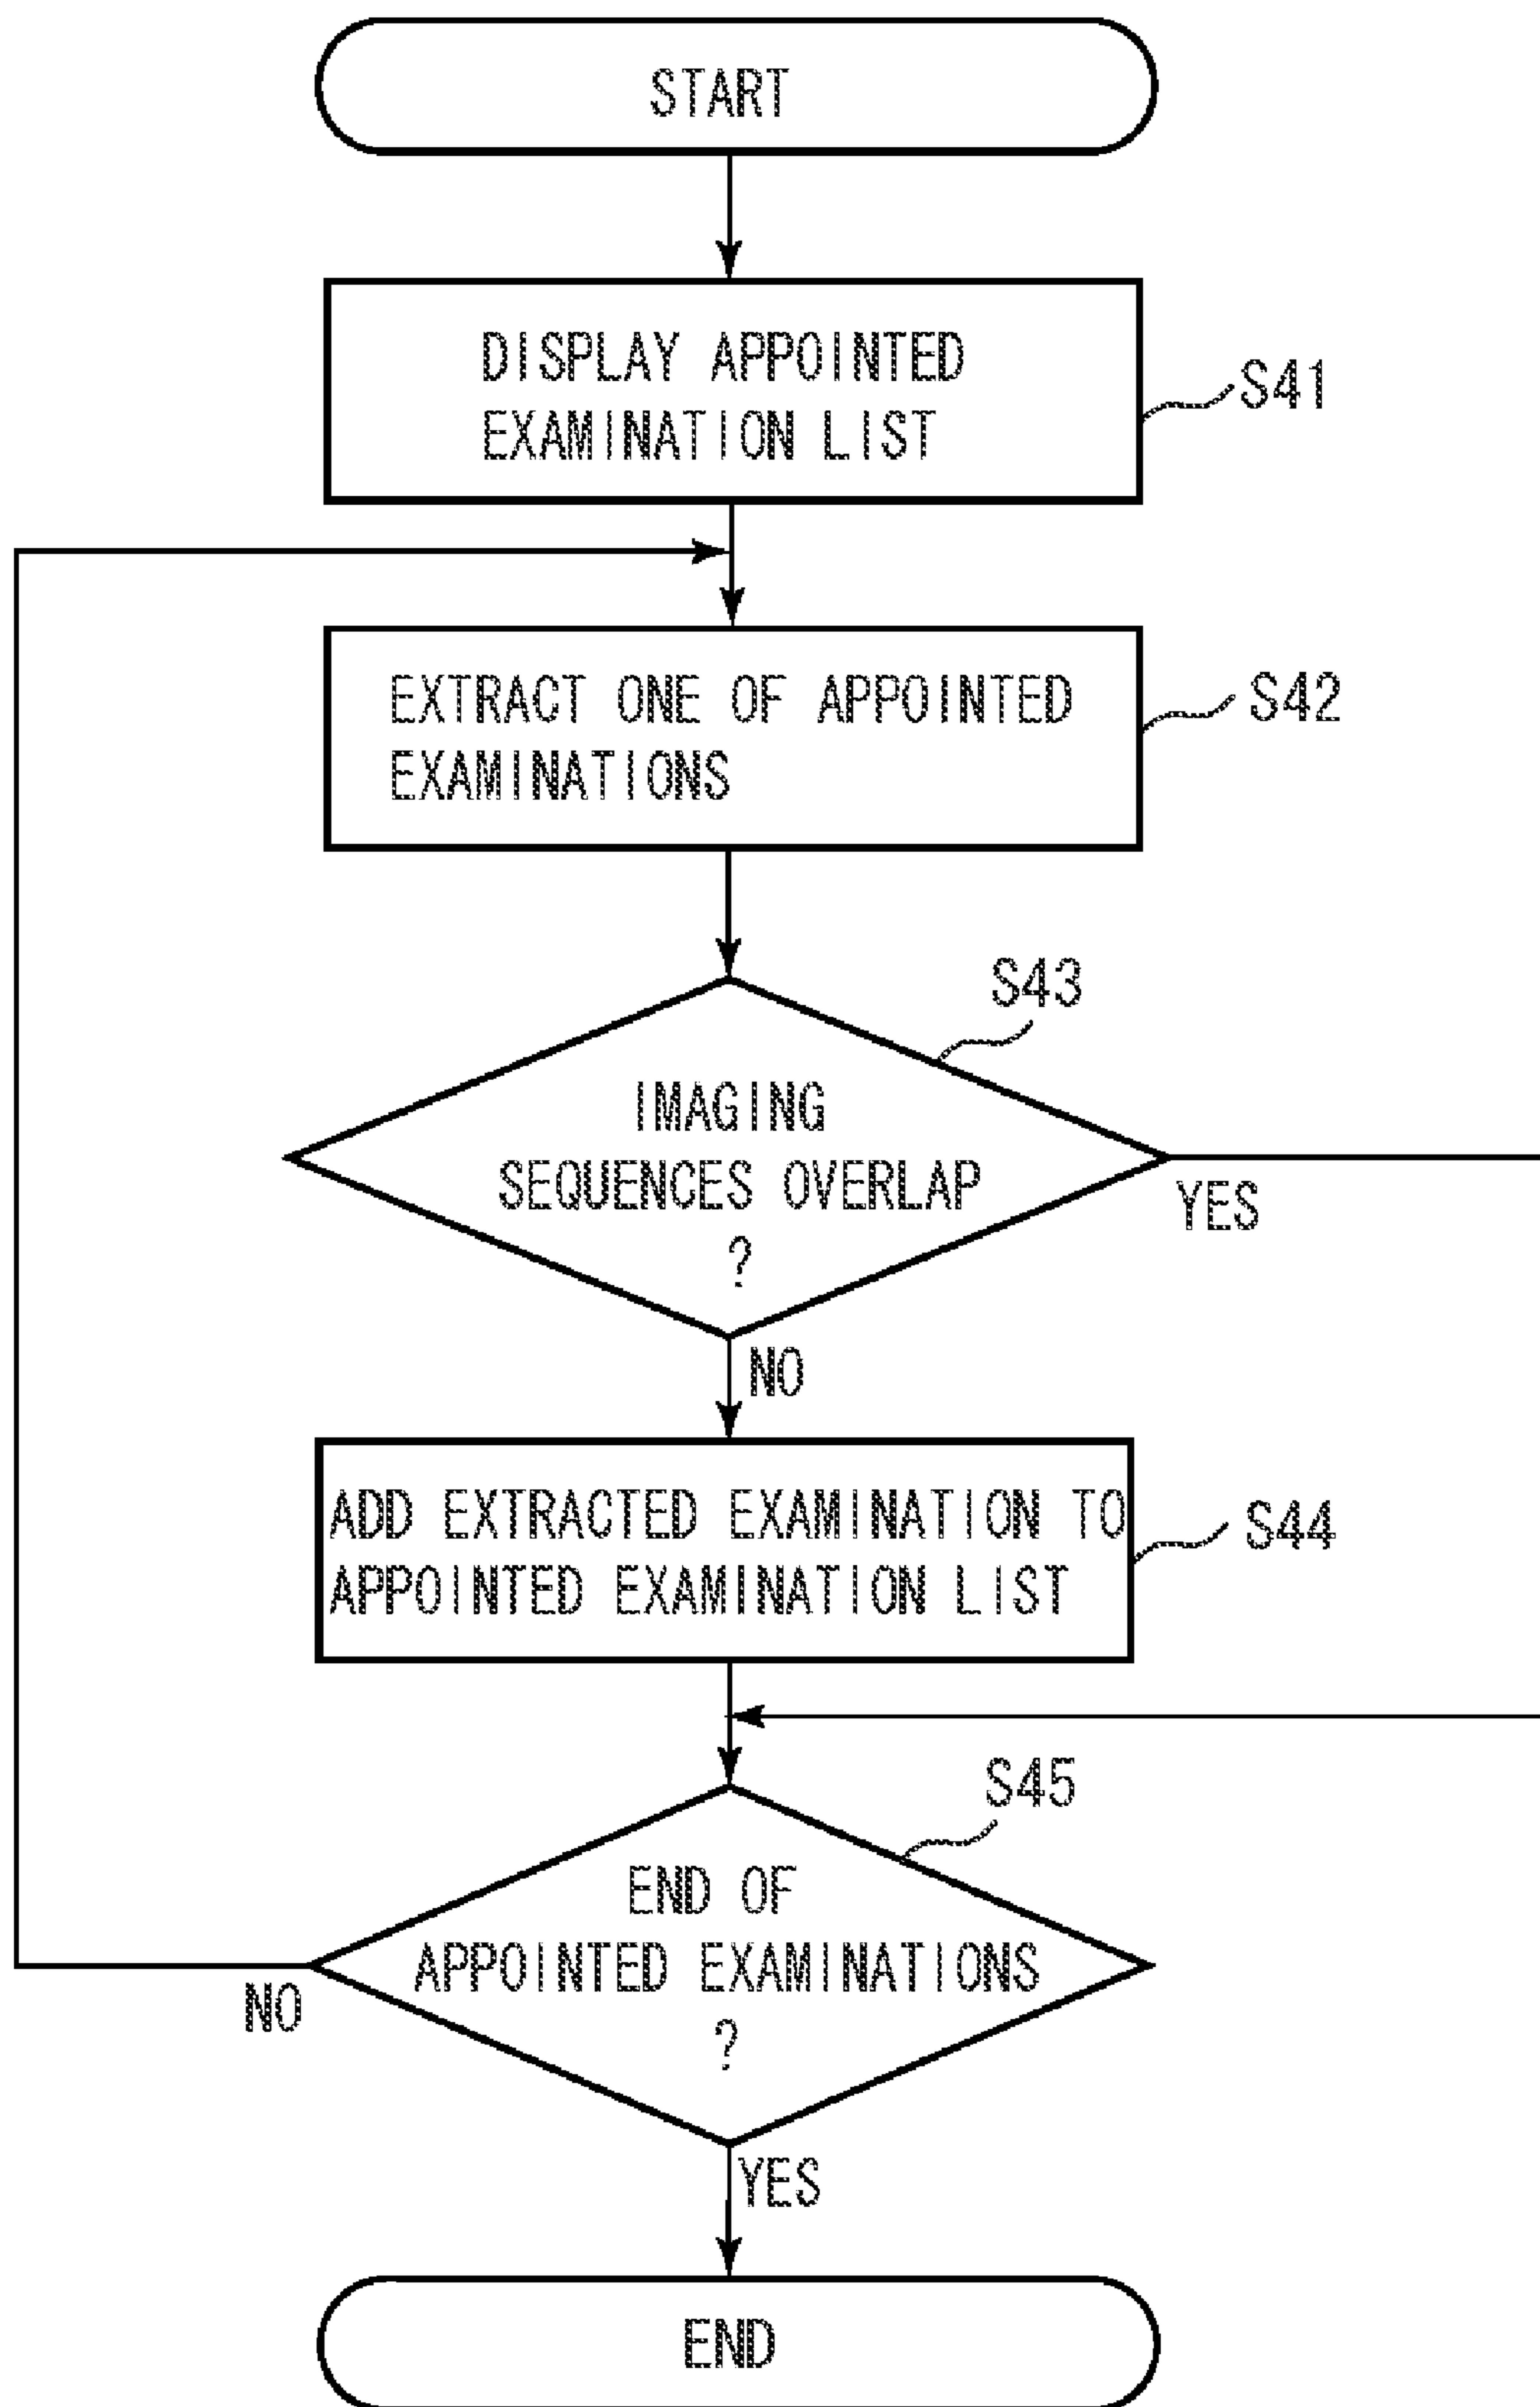 START
DISPLAY APPOINTED
EXAMINATION LIST
S41
EXTRACT ONE OF APPOINTED
EXAMINATIONS
S42
S43
IMAGING
SEQUENCES OVERLAP
?
YES
NO
ADD EXTRACTED EXAMINATION TO
APPOINTED EXAMINATION LIST
S44
S45
END OF
APPOINTED EXAMINATIONS
?
NO
YES
END